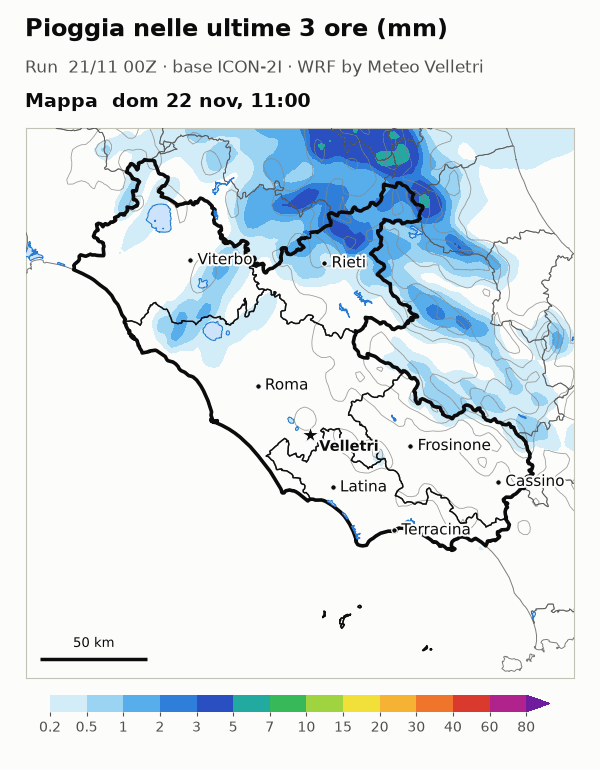 Pioggia nelle ultime 3 ore (mm)
Run  21/11 00Z · base ICON-2I · WRF by Meteo Velletri
Mappa  dom 22 nov, 11:00
Viterbo
Rieti
Roma
Velletri
Frosinone
Cassino
Latina
Terracina
50 km
0.2 0.5 1 2 3 5 7 10 15 20 30 40 60 80